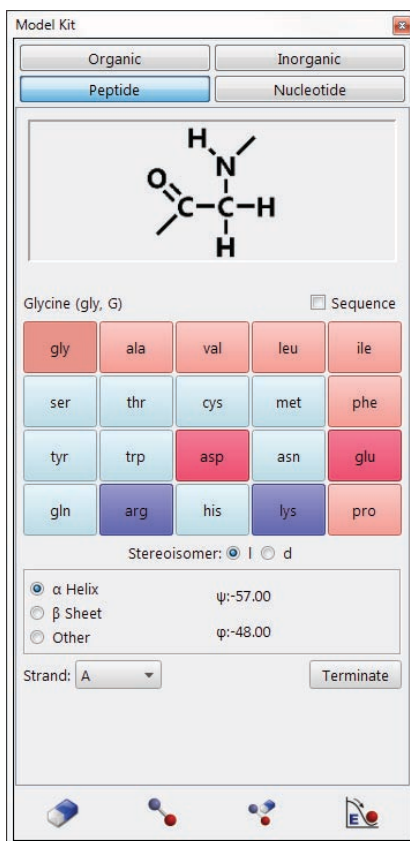 Model Kit
Organic Inorganic
Peptide Nucleotide
H
N
O
C C H
H
Glycine (gly, G) Sequence
gly ala val leu ile
ser thr cys met phe
tyr trp asp asn glu
gln arg his lys pro
Stereoisomer: l d
α Helix ψ:-57.00
β Sheet
Other φ:-48.00
Strand: A Terminate
E